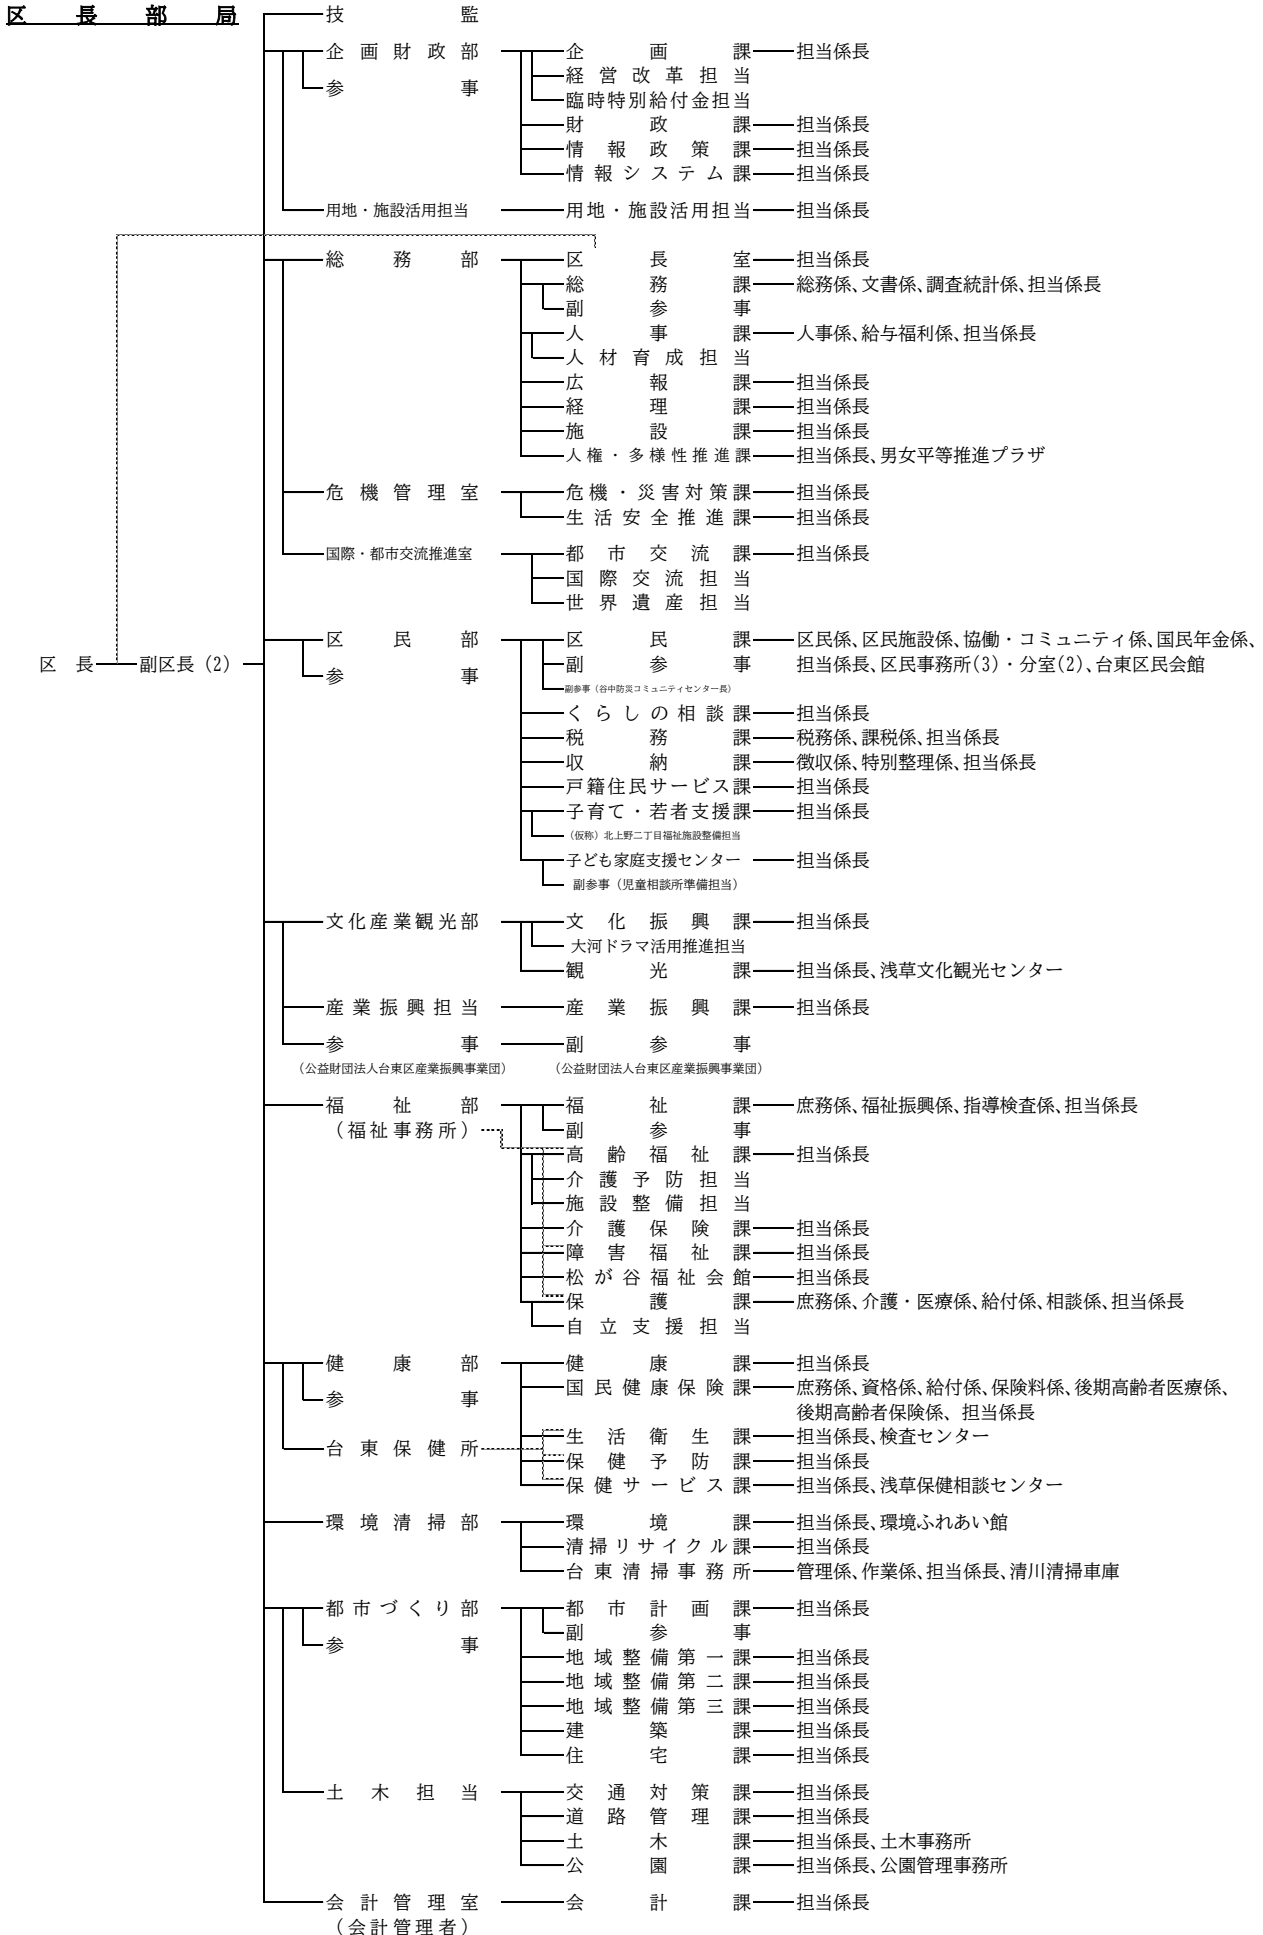 区長部局
技監
企画財政部 企画課 担当係長
経営改革担当
参事
臨時特別給付金担当
財政課 担当係長
情報政策課 担当係長
情報システム課 担当係長
用地・施設活用担当 用地・施設活用担当 担当係長
総務部 区長室 担当係長
総務課 総務係、文書係、調査統計係、担当係長
副参事
人事課 人事係、給与福利係、担当係長
人材育成担当
広報課 担当係長
経理課 担当係長
施設課 担当係長
人権・多様性推進課 担当係長、男女平等推進プラザ
危機管理室 危機・災害対策課 担当係長
生活安全推進課 担当係長
国際・都市交流推進室 都市交流課 担当係長
国際交流担当
世界遺産担当
区民部 区民課 区民係、区民施設係、協働・コミュニティ係、国民年金係、
区長 副区長(2) 副参事 担当係長、区民事務所(3)・分室(2)、台東区民会館
参事
副参事(谷中防災コミュニティセンター長)
くらしの相談課 担当係長
税務課 税務係、課税係、担当係長
収納課 徴収係、特別整理係、担当係長
戸籍住民サービス課 担当係長
子育て・若者支援課 担当係長
(仮称)北上野二丁目福祉施設整備担当
子ども家庭支援センター 担当係長
副参事(児童相談所準備担当)
文化産業観光部 文化振興課 担当係長
大河ドラマ活用推進担当
観光課 担当係長、浅草文化観光センター
産業振興担当 産業振興課 担当係長
参事 副参事
(公益財団法人台東区産業振興事業団) (公益財団法人台東区産業振興事業団)
福祉部 福祉課 庶務係、福祉振興係、指導検査係、担当係長
(福祉事務所) 副参事
高齢福祉課 担当係長
介護予防担当
施設整備担当
介護保険課 担当係長
障害福祉課 担当係長
松が谷福祉会館 担当係長
保護課 庶務係、介護・医療係、給付係、相談係、担当係長
自立支援担当
健康部 健康課 担当係長
国民健康保険課 庶務係、資格係、給付係、保険料係、後期高齢者医療係、
参事
後期高齢者保険係、担当係長
生活衛生課 担当係長、検査センター
台東保健所
保健予防課 担当係長
保健サービス課 担当係長、浅草保健相談センター
環境清掃部 環境課 担当係長、環境ふれあい館
清掃リサイクル課 担当係長
台東清掃事務所 管理係、作業係、担当係長、清川清掃車庫
都市づくり部 都市計画課 担当係長
副参事
参事
地域整備第一課 担当係長
地域整備第二課 担当係長
地域整備第三課 担当係長
建築課 担当係長
住宅課 担当係長
土木担当 交通対策課 担当係長
道路管理課 担当係長
土木課 担当係長、土木事務所
公園課 担当係長、公園管理事務所
会計管理室 会計課 担当係長
(会計管理者)